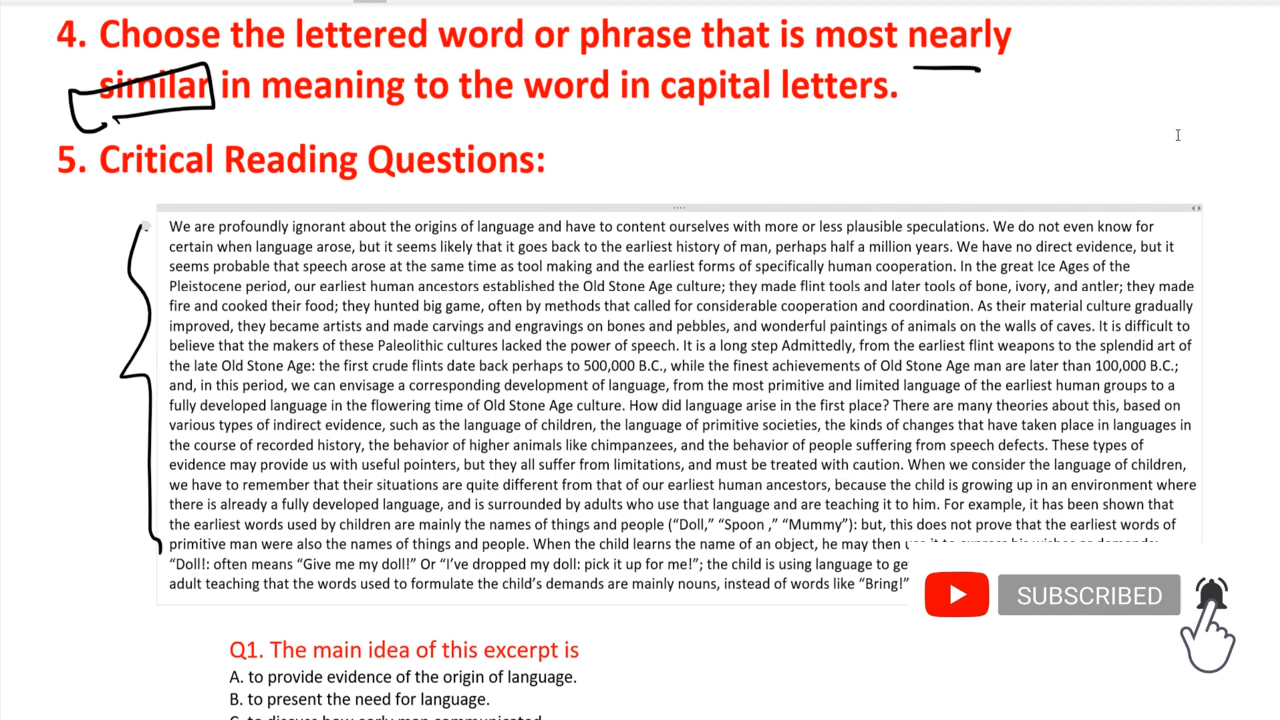 4. Choose the lettered word or phrase that is most nearly
similar in meaning to the word in capital letters.
5. Critical Reading Questions:
We are profoundly ignorant about the origins of language and have to content ourselves with more or less plausible speculations. We do not even know for
certain when language arose, but it seems likely that it goes back to the earliest history of man, perhaps half a million years. We have no direct evidence, but it
seems probable that speech arose at the same time as tool making and the earliest forms of specifically human cooperation. In the great Ice Ages of the
Pleistocene period, our earliest human ancestors established the Old Stone Age culture; they made flint tools and later tools of bone, ivory, and antler; they made
fire and cooked their food; they hunted big game, often by methods that called for considerable cooperation and coordination. As their material culture gradually
improved, they became artists and made carvings and engravings on bones and pebbles, and wonderful paintings of animals on the walls of caves. It is difficult to
believe that the makers of these Paleolithic cultures lacked the power of speech. It is a long step Admittedly, from the earliest flint weapons to the splendid art of
the late Old Stone Age: the first crude flints date back perhaps to 500,000 B.C., while the finest achievements of Old Stone Age man are later than 100,000 B.C.;
and, in this period, we can envisage a corresponding development of language, from the most primitive and limited language of the earliest human groups to a
fully developed language in the flowering time of Old Stone Age culture. How did language arise in the first place? There are many theories about this, based on
various types of indirect evidence, such as the language of children, the language of primitive societies, the kinds of changes that have taken place in languages in
the course of recorded history, the behavior of higher animals like chimpanzees, and the behavior of people suffering from speech defects. These types of
evidence may provide us with useful pointers, but they all suffer from limitations, and must be treated with caution. When we consider the language of children,
we have to remember that their situations are quite different from that of our earliest human ancestors, because the child is growing up in an environment where
there is already a fully developed language, and is surrounded by adults who use that language and are teaching it to him. For example, it has been shown that
the earliest words used by children are mainly the names of things and people (“Doll,” “Spoon ,” “Mummy”): but, this does not prove that the earliest words of
primitive man were also the names of things and people. When the child learns the name of an object, he may then
“Doll!: often means “Give me my doll!” Or “I’ve dropped my doll: pick it up for me!”; the child is using language to ge
adult teaching that the words used to formulate the child’s demands are mainly nouns, instead of words like “Bring!”
SUBSCRIBED
Q1. The main idea of this excerpt is
A. to provide evidence of the origin of language.
B. to present the need for language.